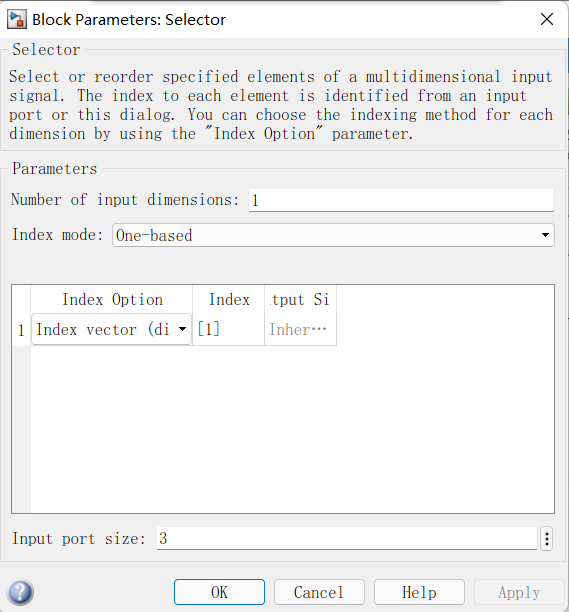 Block Parameters: Selector
Selector
Select or reorder specified elements of a multidimensional input
signal. The index to each element is identified from an input
port or this dialog. You can choose the indexing method for each
dimension by using the "Index Option" parameter.
Parameters
Number of input dimensions: 1
Index mode: One-based
Index Option Index tput Si
1 Index vector (di [1] Inher…
Input port size: 3
OK Cancel Help Apply